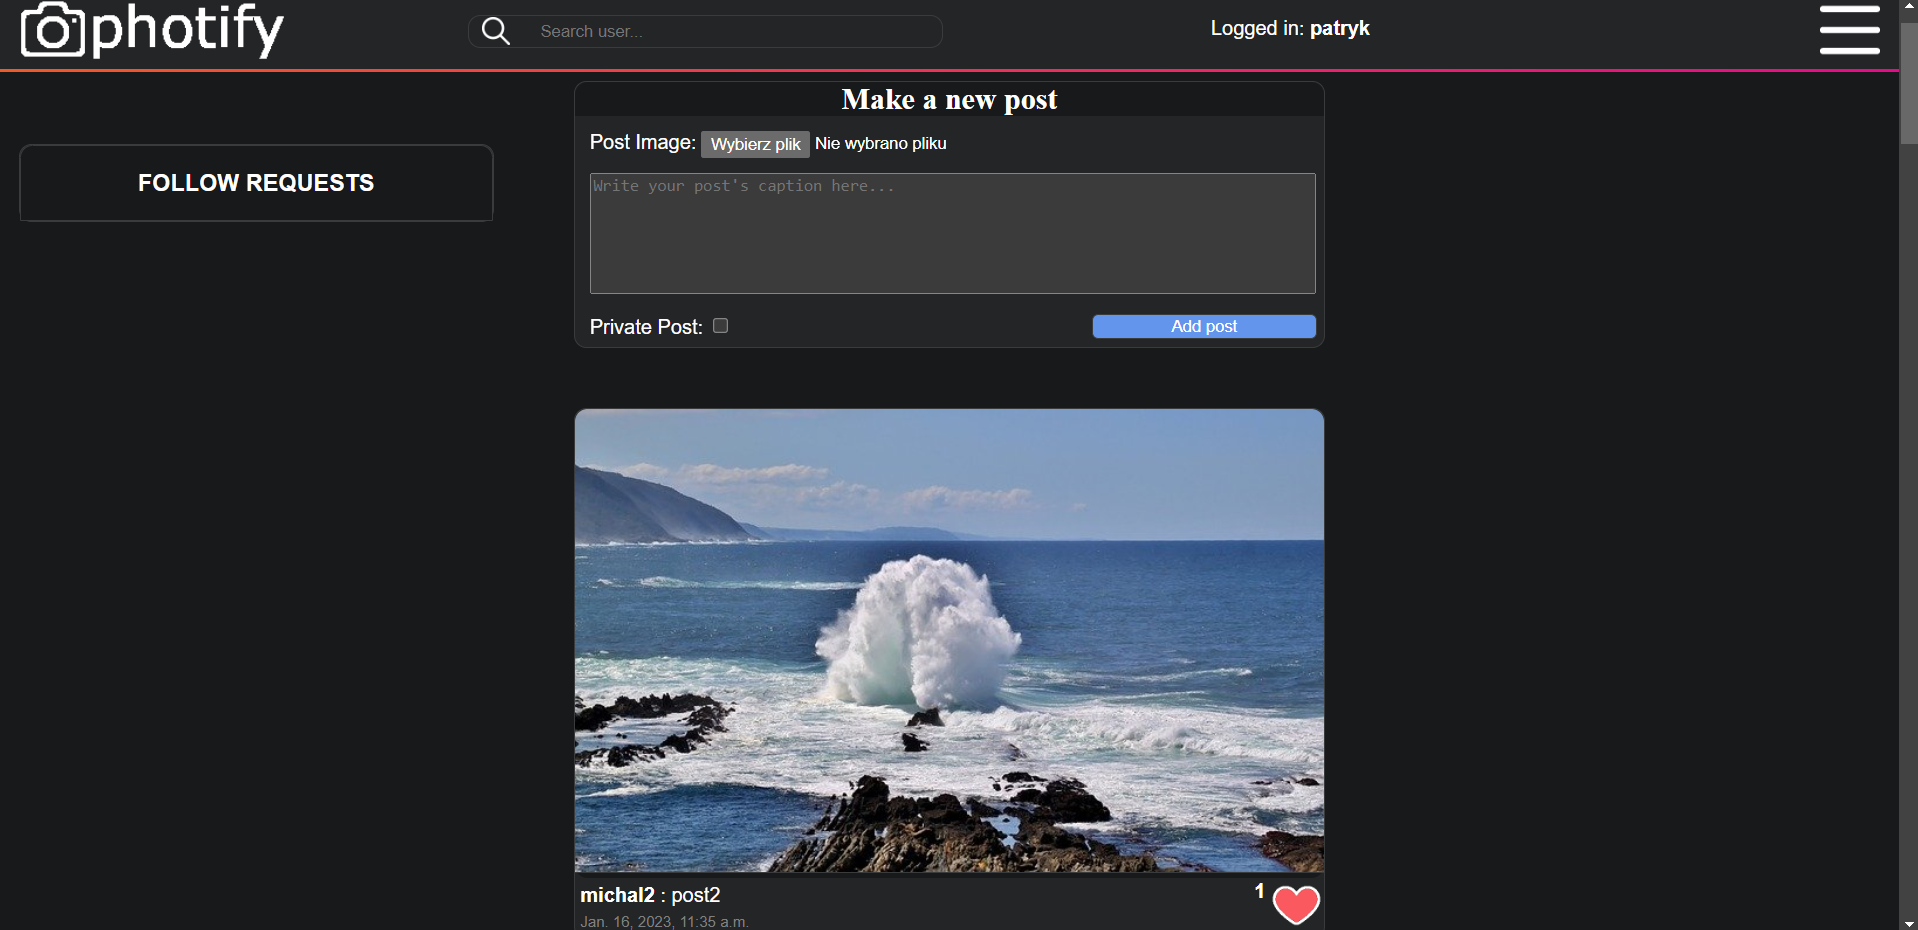 photify
Search user...
Logged in: patryk
Make a new post
Post Image: Wybierz plik Nie wybrano pliku
FOLLOW REQUESTS
Write your post's caption here...
Private Post:
Add post
michal2 : post2
1
Jan. 16, 2023, 11:35 a.m.